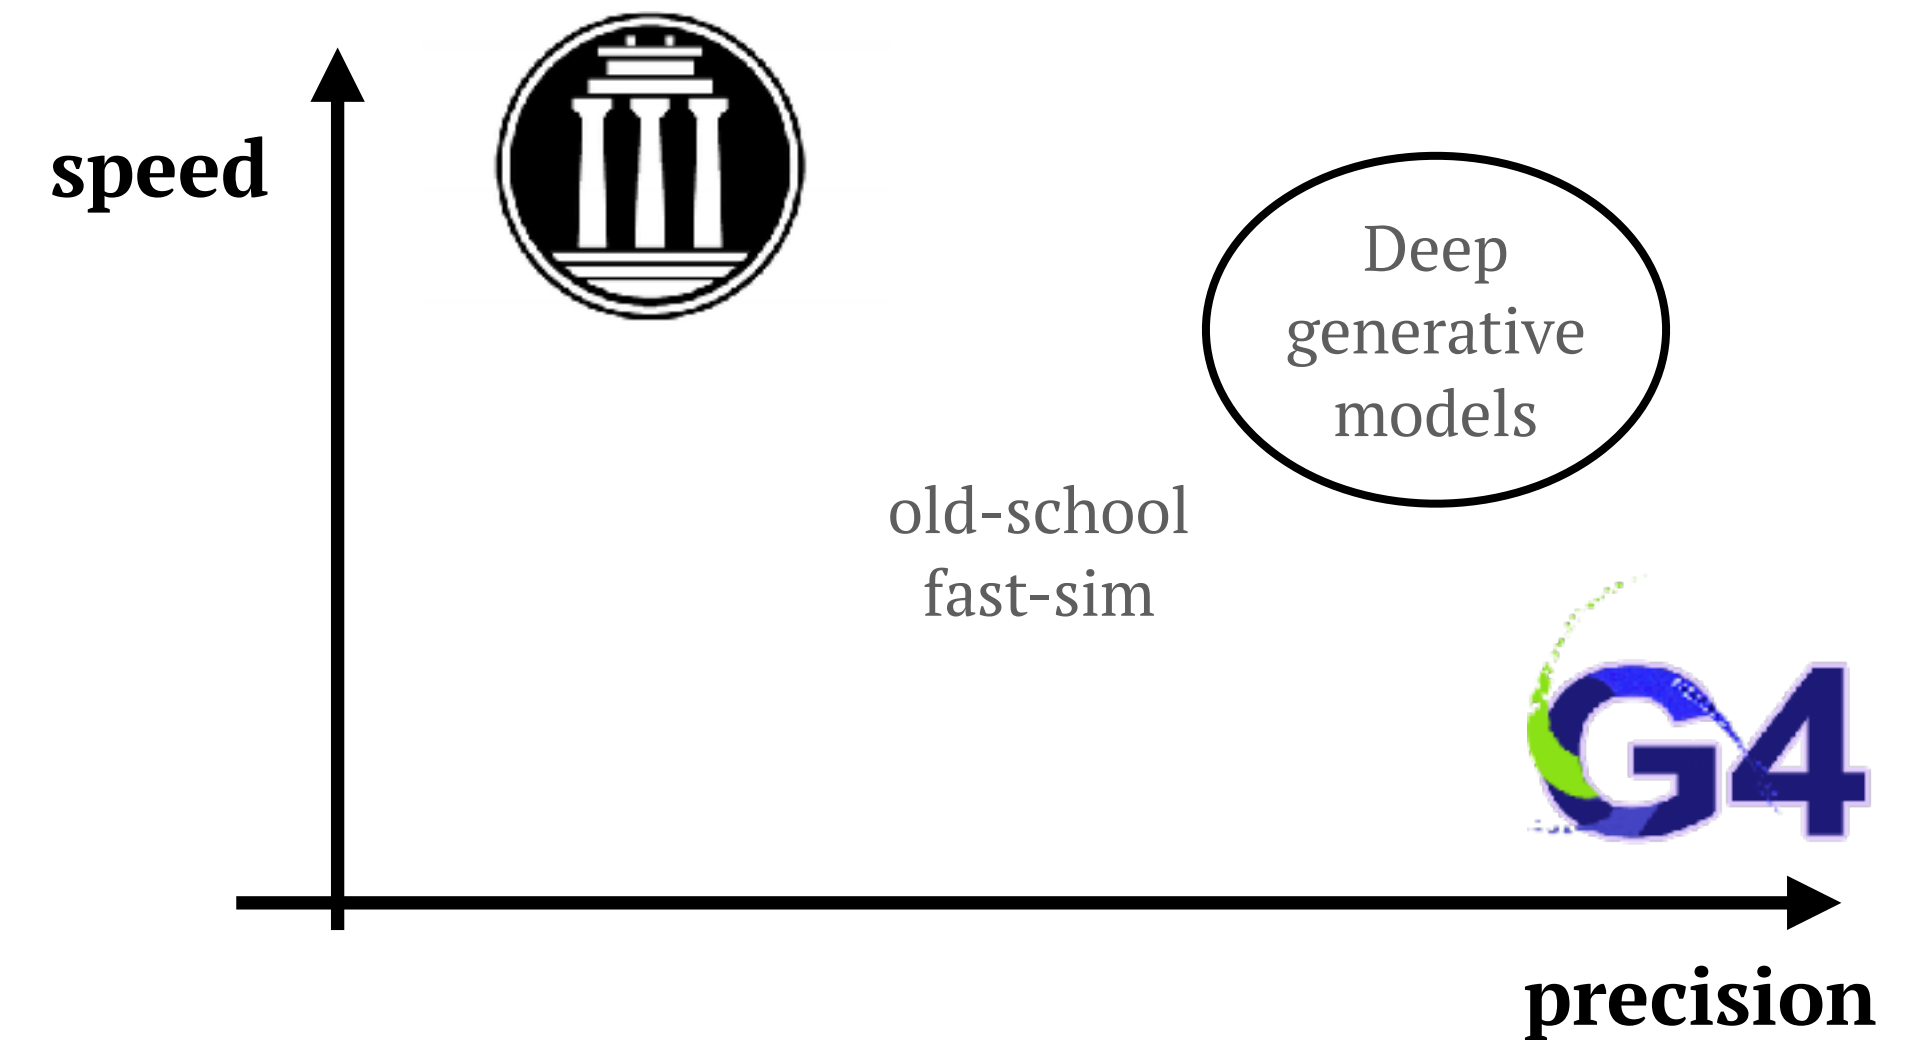 speed
Deep
generative
models
old-school
fast-sim
G4
precision